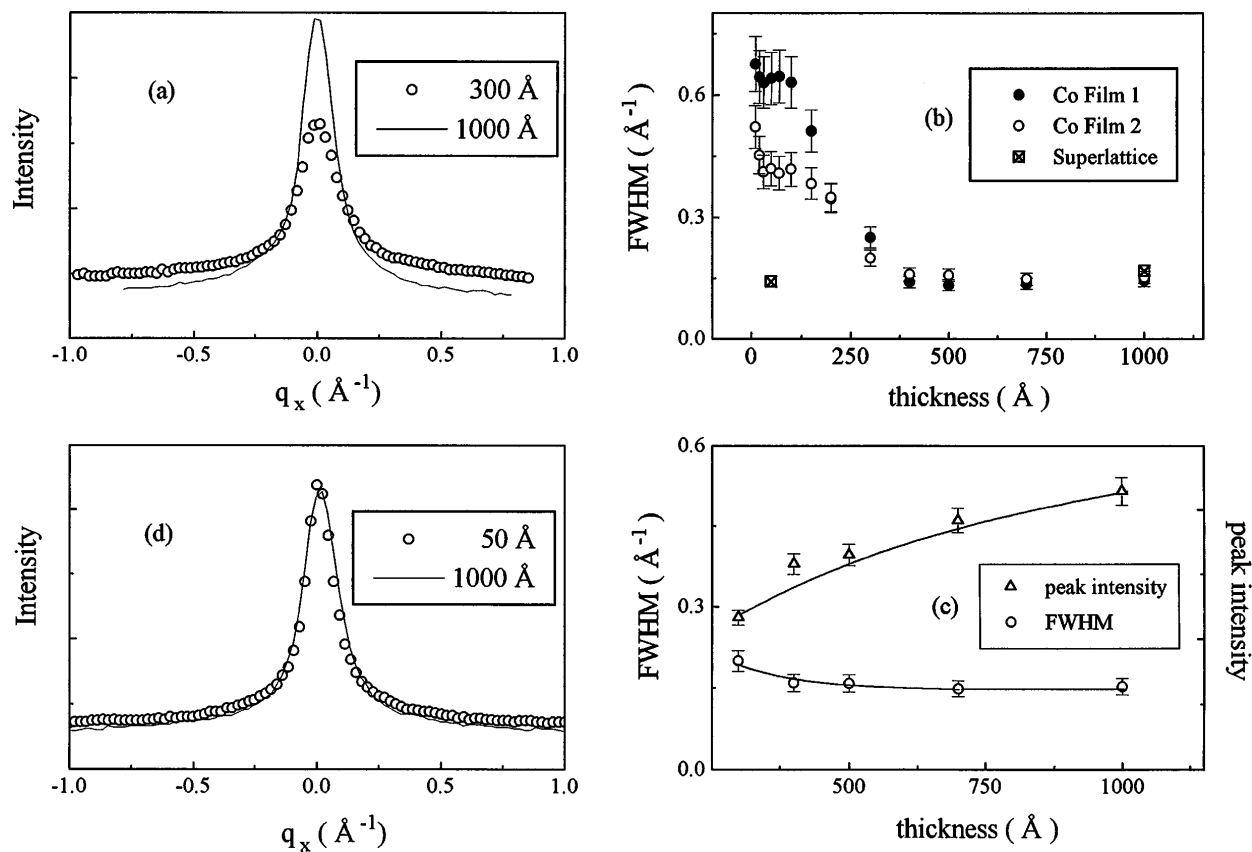 (a)
300 Å
1000 Å
Intensity
-1.0
-0.5
0.0
0.5
1.0
q x ( Å-1 )
(b)
Co Film 1
Co Film 2
Superlattice
FWHM ( Å-1 )
0.6
0.3
0.0
0
250
500
750
1000
thickness ( Å )
(d)
50 Å
1000 Å
Intensity
-1.0
-0.5
0.0
0.5
1.0
q x ( Å-1 )
(c)
peak intensity
FWHM
FWHM ( Å-1 )
0.6
0.3
0.0
500
750
1000
thickness ( Å )
peak intensity